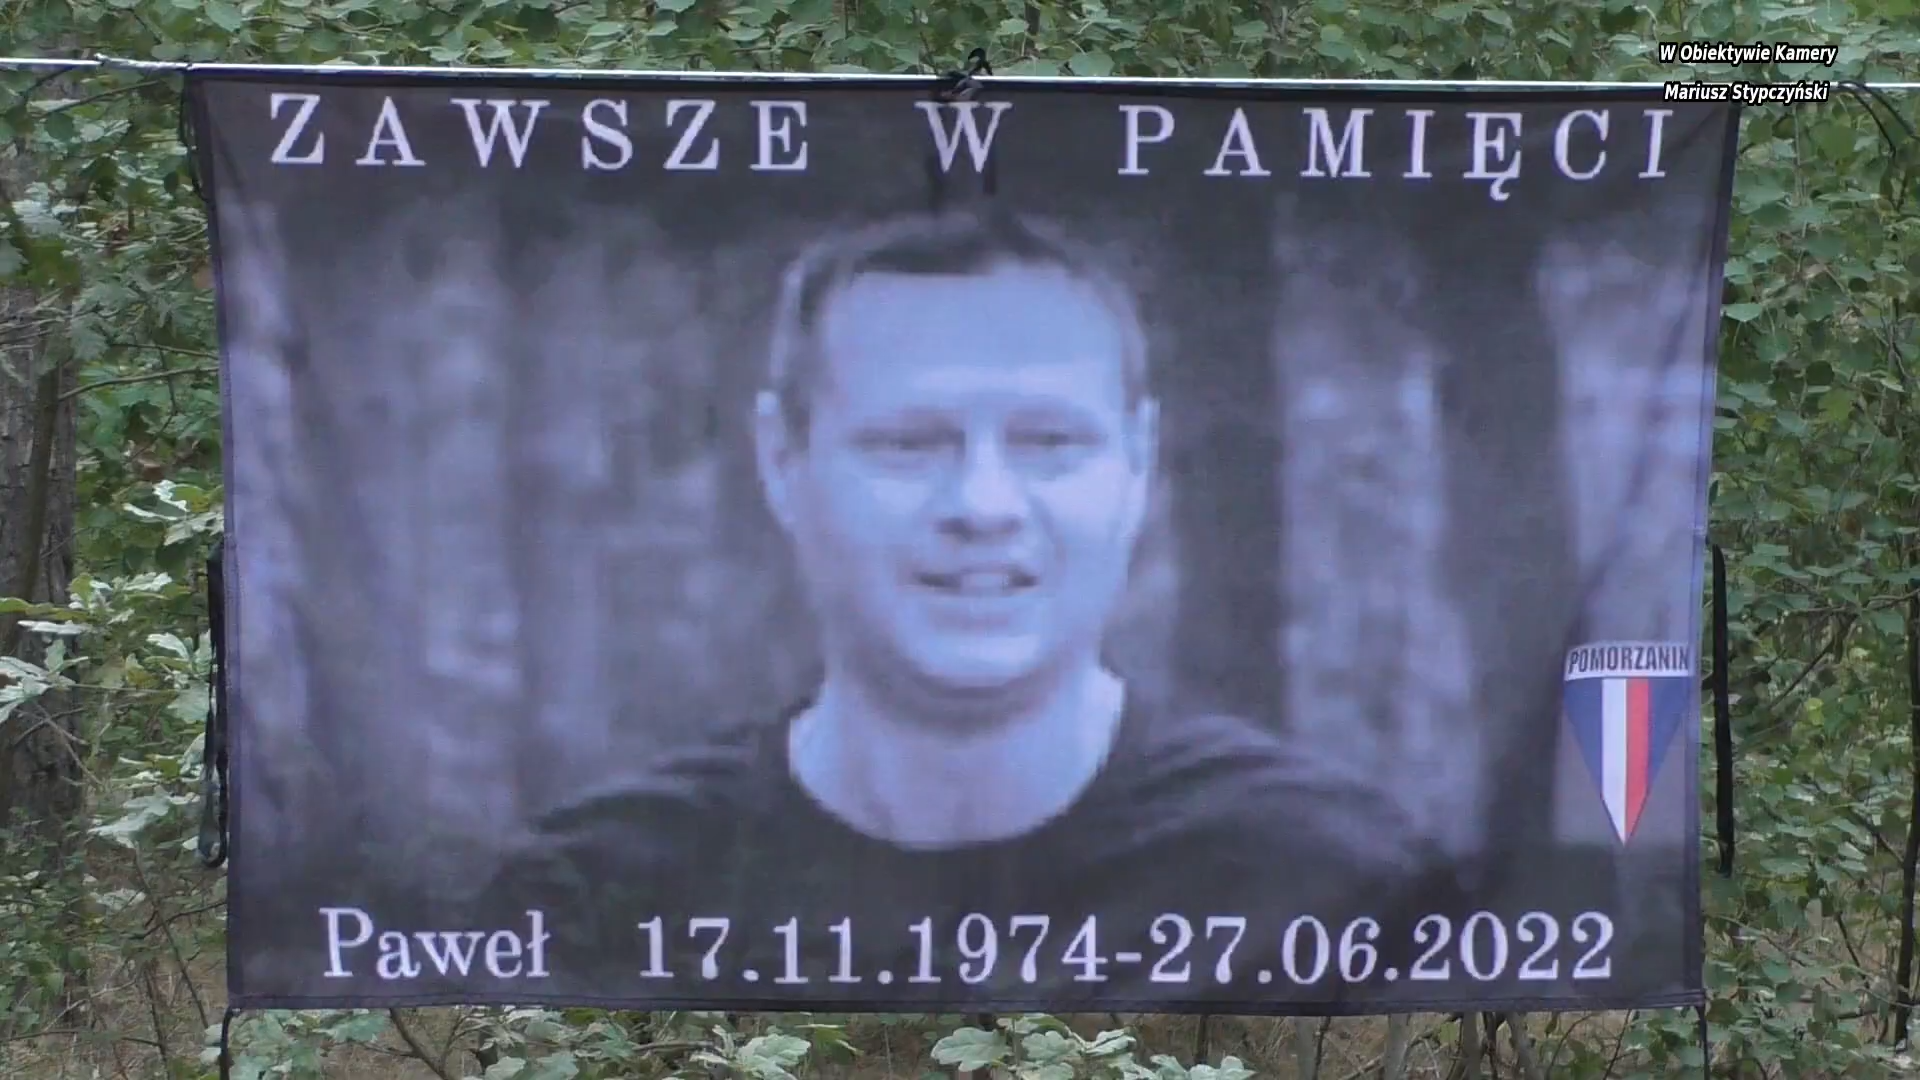 W Obiektywie Kamery
Mariusz Stypczyński
ZAWSZE W PAMIĘCI
POMORZANIN
Paweł 17.11.1974-27.06.2022